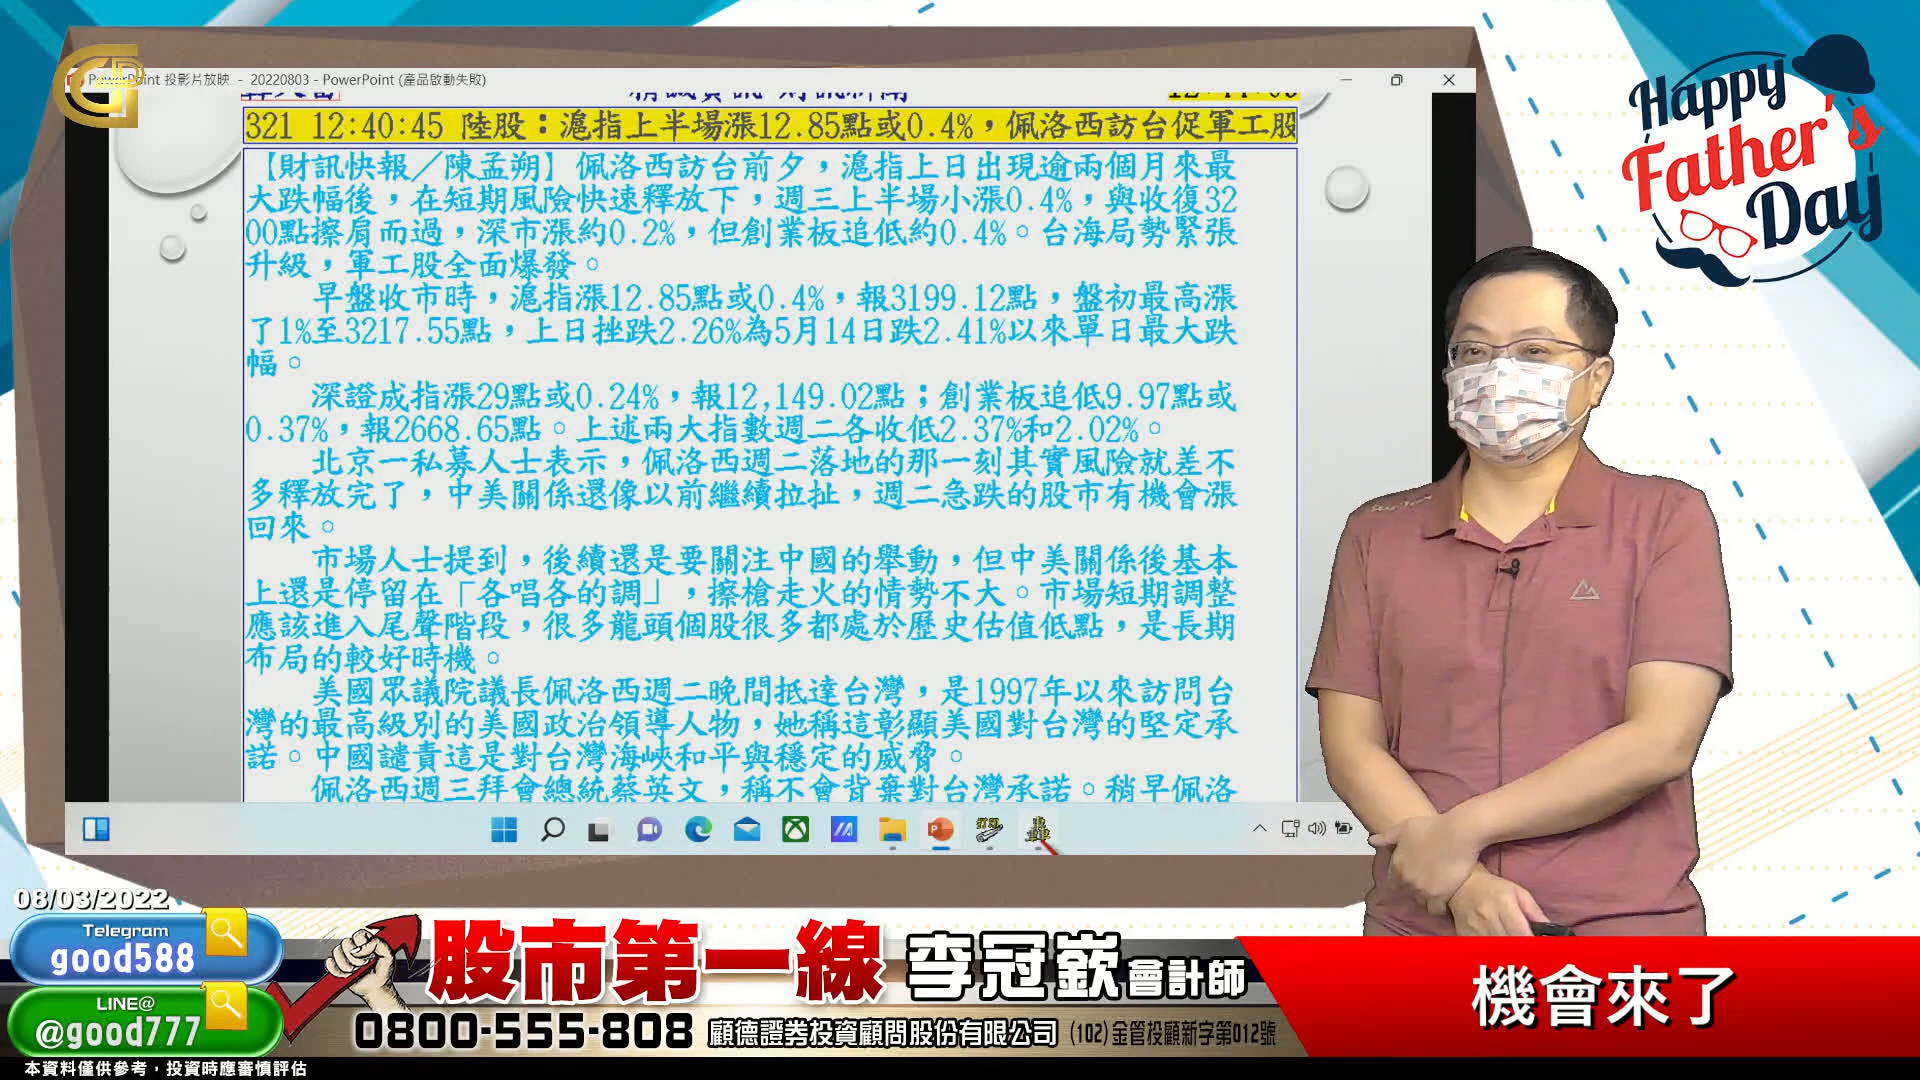 PowerPoint 投影片放映 - 20220803 - PowerPoint (產品啟動失敗)
321 12:40:45 陸股：滬指上半場漲12.85點或0.4%，佩洛西訪台促軍工股
【財訊快報／陳孟朔】佩洛西訪台前夕，滬指上日出現逾兩個月來最
大跌幅後，在短期風險快速釋放下，週三上半場小漲0.4%，與收復32
00點擦肩而過，深市漲約0.2%，但創業板追低約0.4%。台海局勢緊張
升級，軍工股全面爆發。
早盤收市時，滬指漲12.85點或0.4%，報3199.12點，盤初最高漲
了1%至3217.55點，上日挫跌2.26%為5月14日跌2.41%以來單日最大跌
幅。
深證成指漲29點或0.24%，報12,149.02點；創業板追低9.97點或
0.37%，報2668.65點。上述兩大指數週二各收低2.37%和2.02%。
北京一私募人士表示，佩洛西週二落地的那一刻其實風險就差不
多釋放完了，中美關係還像以前繼續拉扯，週二急跌的股市有機會漲
回來。
市場人士提到，後續還是要關注中國的舉動，但中美關係後基本
上還是停留在「各唱各的調」，擦槍走火的情勢不大。市場短期調整
應該進入尾聲階段，很多龍頭個股很多都處於歷史估值低點，是長期
布局的較好時機。
美國眾議院議長佩洛西週二晚間抵達台灣，是1997年以來訪問台
灣的最高級別的美國政治領導人物，她稱這彰顯美國對台灣的堅定承
諾。中國譴責這是對台灣海峽和平與穩定的威脅。
佩洛西週三拜會總統蔡英文，稱不會背棄對台灣承諾。稍早佩洛
Happy
Father's
Day
08/03/2022
Telegram
good588
LINE@
@good777
股市第一線 李冠嶔 會計師
0800-555-808 顧德證券投資顧問股份有限公司 (102)金管投顧新字第012號
機會來了
本資料僅供參考，投資時應審慎評估